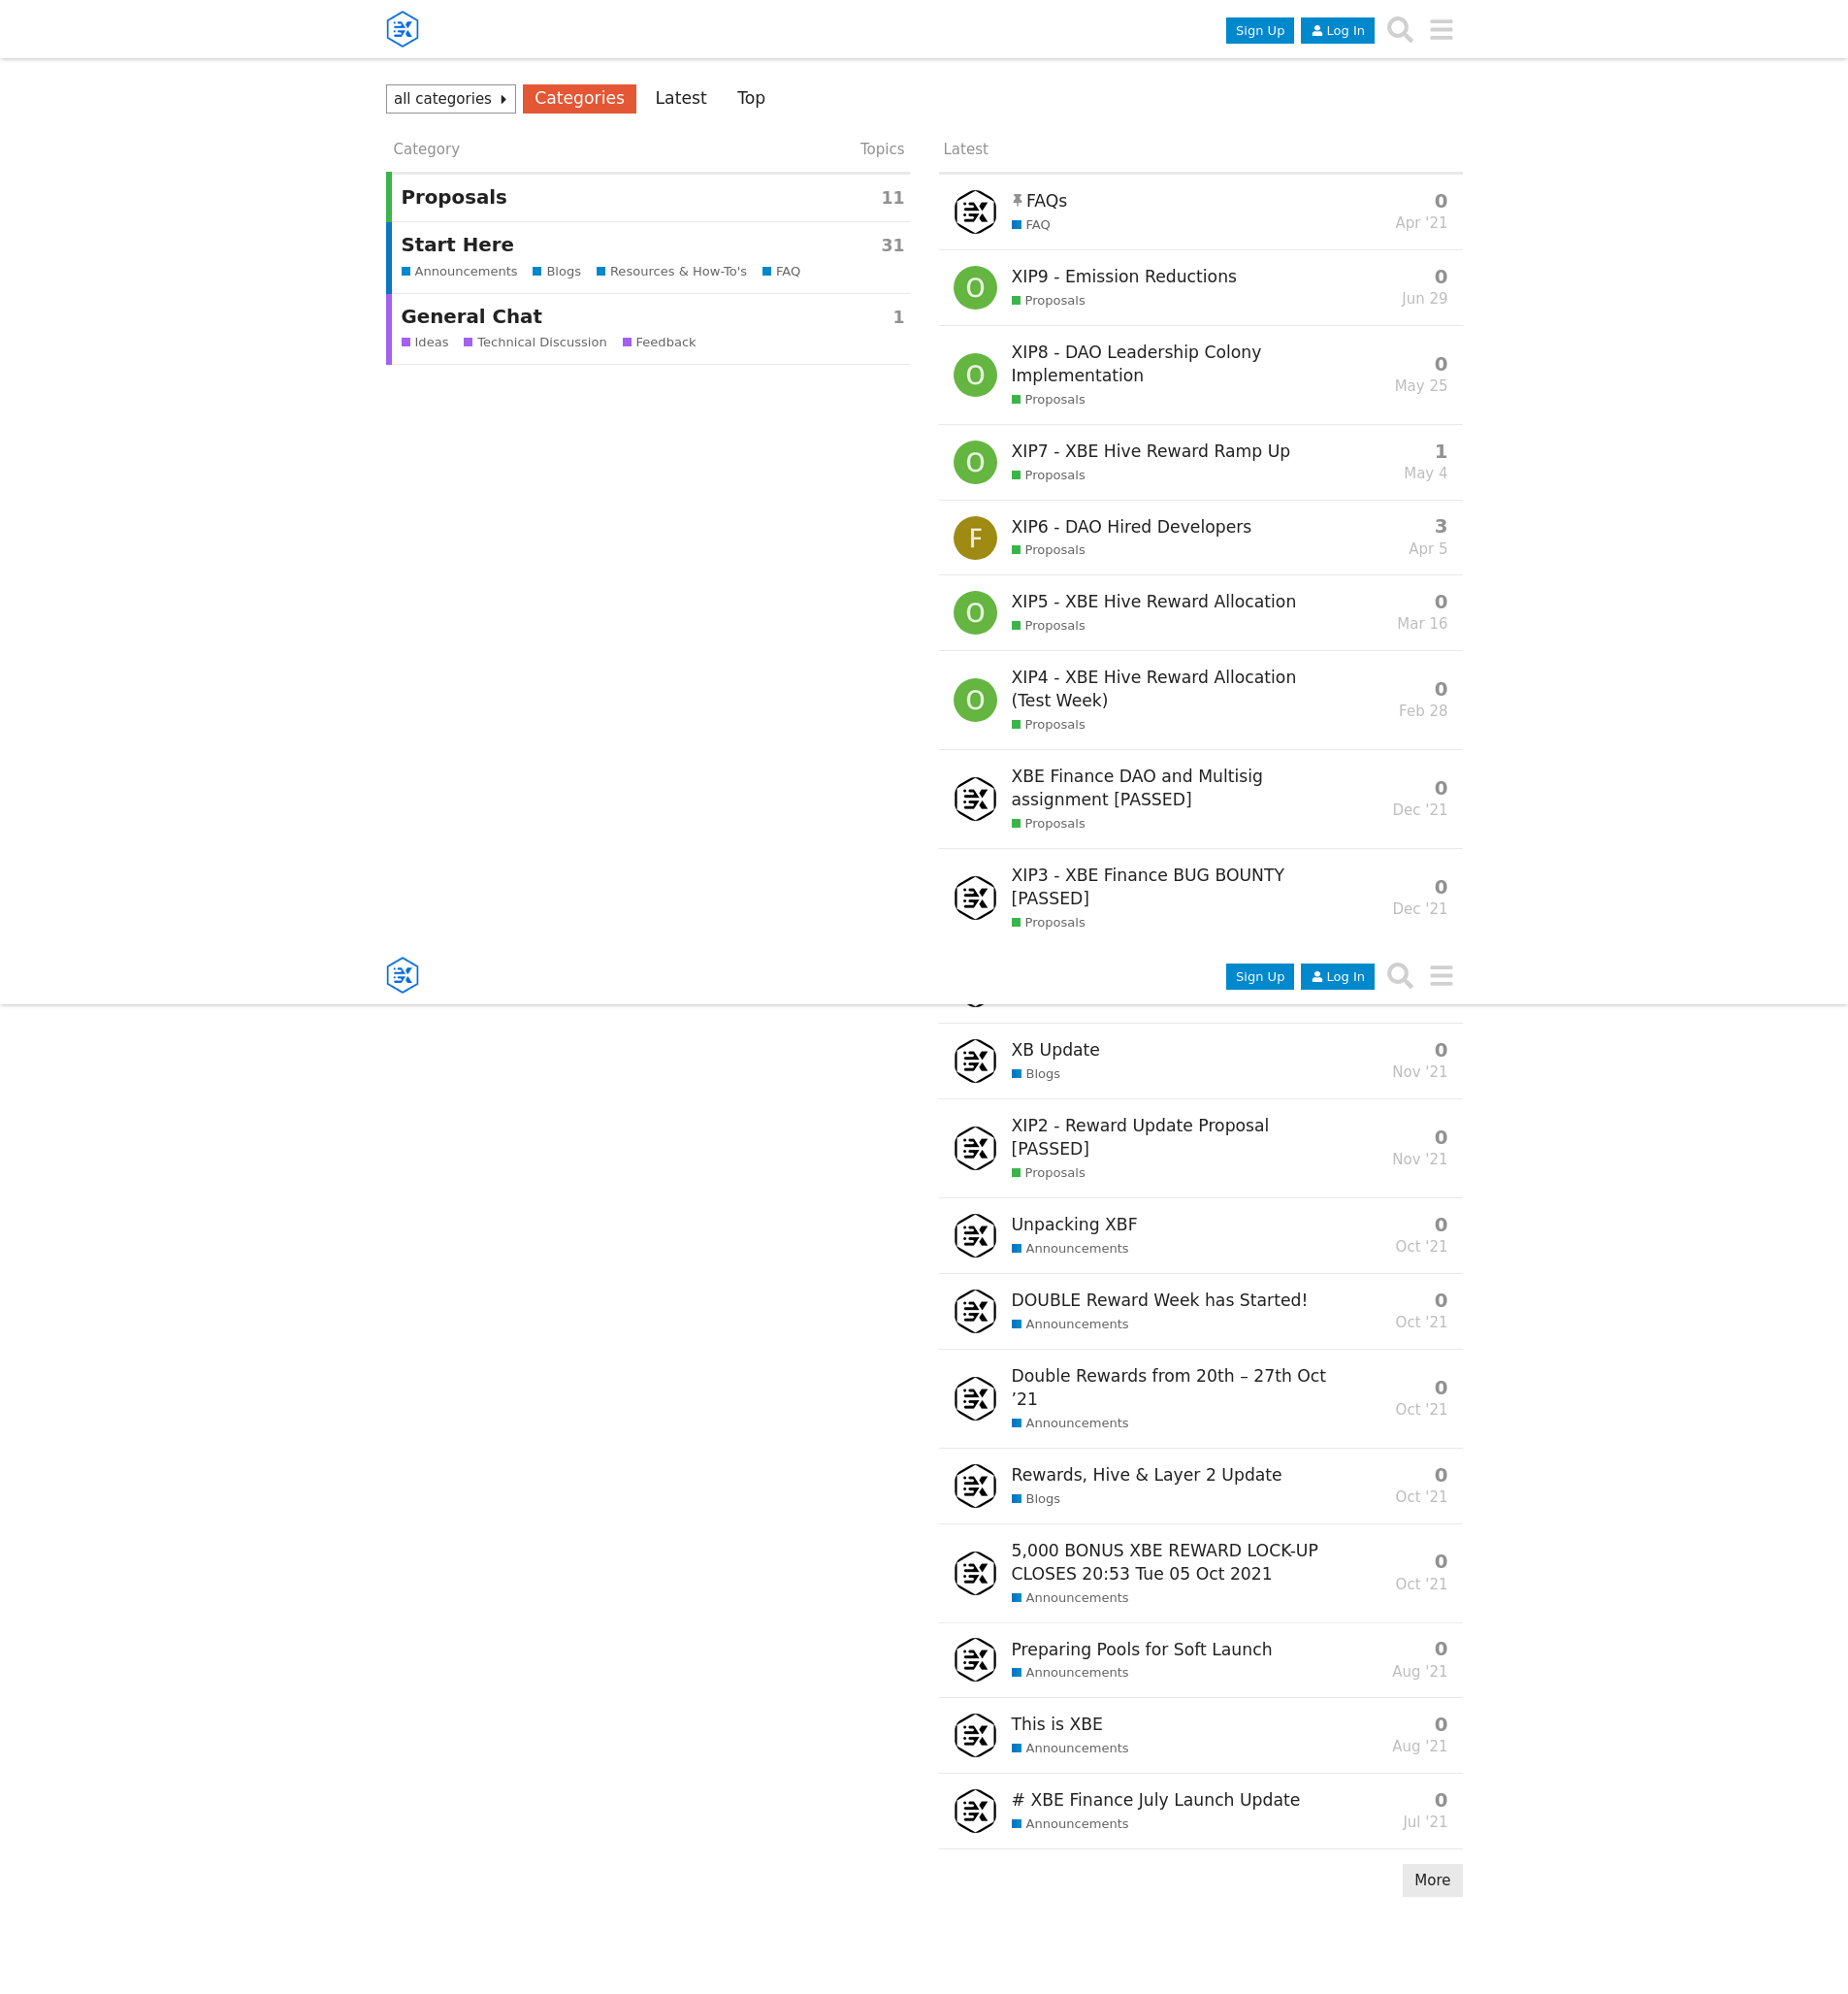 Sign Up
Log In
all categories
Categories
Latest
Top
Category
Topics
Proposals
11
Start Here
31
Announcements
Blogs
Resources & How-To's
FAQ
General Chat
1
Ideas
Technical Discussion
Feedback
Latest
FAQs
FAQ
0
Apr '21
O
XIP9 - Emission Reductions
Proposals
0
Jun 29
O
XIP8 - DAO Leadership Colony
Implementation
Proposals
0
May 25
O
XIP7 - XBE Hive Reward Ramp Up
Proposals
1
May 4
F
XIP6 - DAO Hired Developers
Proposals
3
Apr 5
O
XIP5 - XBE Hive Reward Allocation
Proposals
0
Mar 16
O
XIP4 - XBE Hive Reward Allocation
(Test Week)
Proposals
0
Feb 28
XBE Finance DAO and Multisig
assignment [PASSED]
Proposals
0
Dec '21
XIP3 - XBE Finance BUG BOUNTY
[PASSED]
Proposals
0
Dec '21
Sign Up
Log In
XB Update
Blogs
0
Nov '21
XIP2 - Reward Update Proposal
[PASSED]
Proposals
0
Nov '21
Unpacking XBF
Announcements
0
Oct '21
DOUBLE Reward Week has Started!
Announcements
0
Oct '21
Double Rewards from 20th – 27th Oct
’21
Announcements
0
Oct '21
Rewards, Hive & Layer 2 Update
Blogs
0
Oct '21
5,000 BONUS XBE REWARD LOCK-UP
CLOSES 20:53 Tue 05 Oct 2021
Announcements
0
Oct '21
Preparing Pools for Soft Launch
Announcements
0
Aug '21
This is XBE
Announcements
0
Aug '21
# XBE Finance July Launch Update
Announcements
0
Jul '21
More